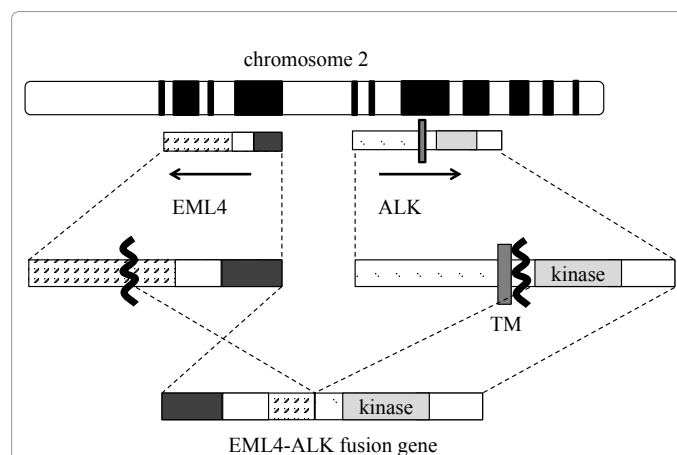 chromosome 2
EML4
ALK
kinase
TM
kinase
EML4-ALK fusion gene